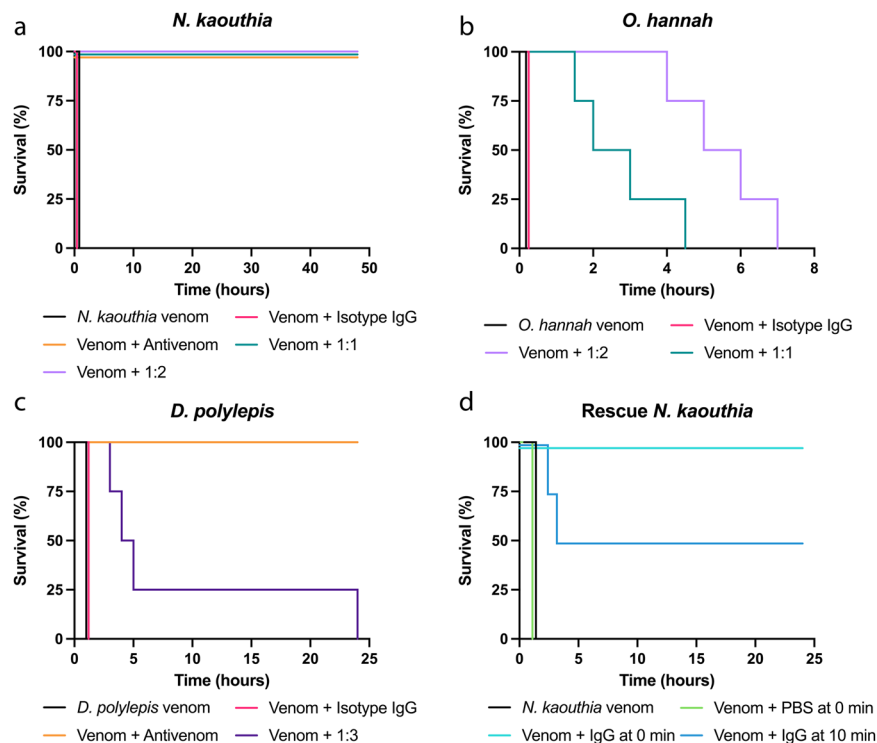 a
N. kaouthia
Survival (%)
100
75
50
25
0
0 10 20 30 40 50
Time (hours)
N. kaouthia venom
Venom + Isotype IgG
Venom + Antivenom
Venom + 1:1
Venom + 1:2
b
O. hannah
Survival (%)
100
75
50
25
0
0 2 4 6 8
Time (hours)
O. hannah venom
Venom + Isotype IgG
Venom + 1:2
Venom + 1:1
c
D. polylepis
Survival (%)
100
75
50
25
0
0 5 10 15 20 25
Time (hours)
D. polylepis venom
Venom + Isotype IgG
Venom + Antivenom
Venom + 1:3
d
Rescue N. kaouthia
Survival (%)
100
75
50
25
0
0 5 10 15 20 25
Time (hours)
N. kaouthia venom
Venom + PBS at 0 min
Venom + IgG at 0 min
Venom + IgG at 10 min